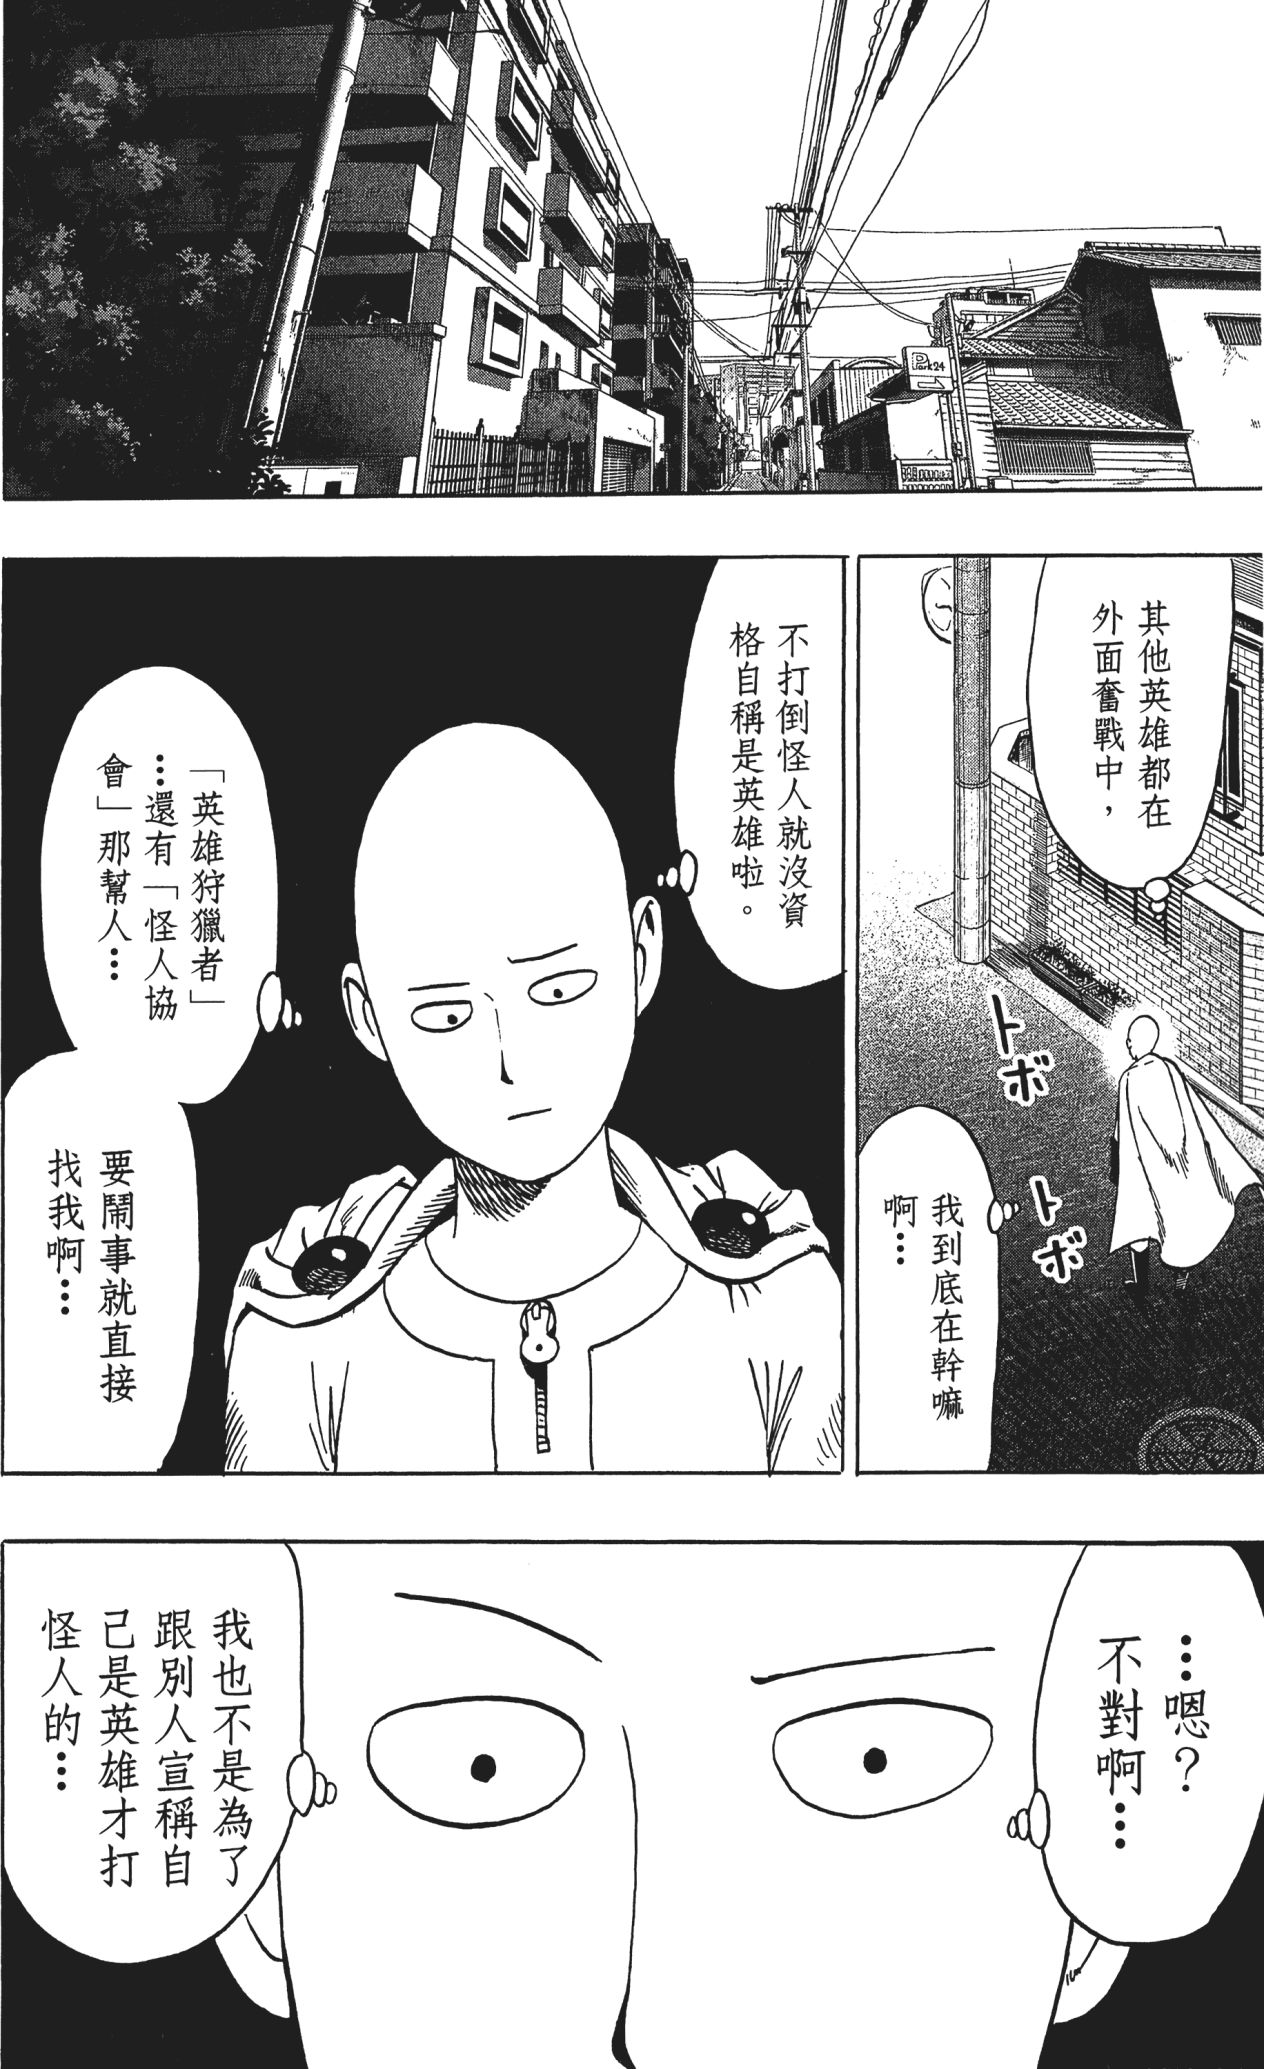 Park24
其他英雄都在
外面奮戰中，
トボ
トボ
我到底在幹嘛
啊…
不打倒怪人就沒資
格自稱是英雄啦。
「英雄狩獵者」
…還有「怪人協
會」那幫人…
要鬧事就直接
找我啊…
…嗯？
不對啊…
我也不是為了
跟別人宣稱自
己是英雄才打
怪人的…